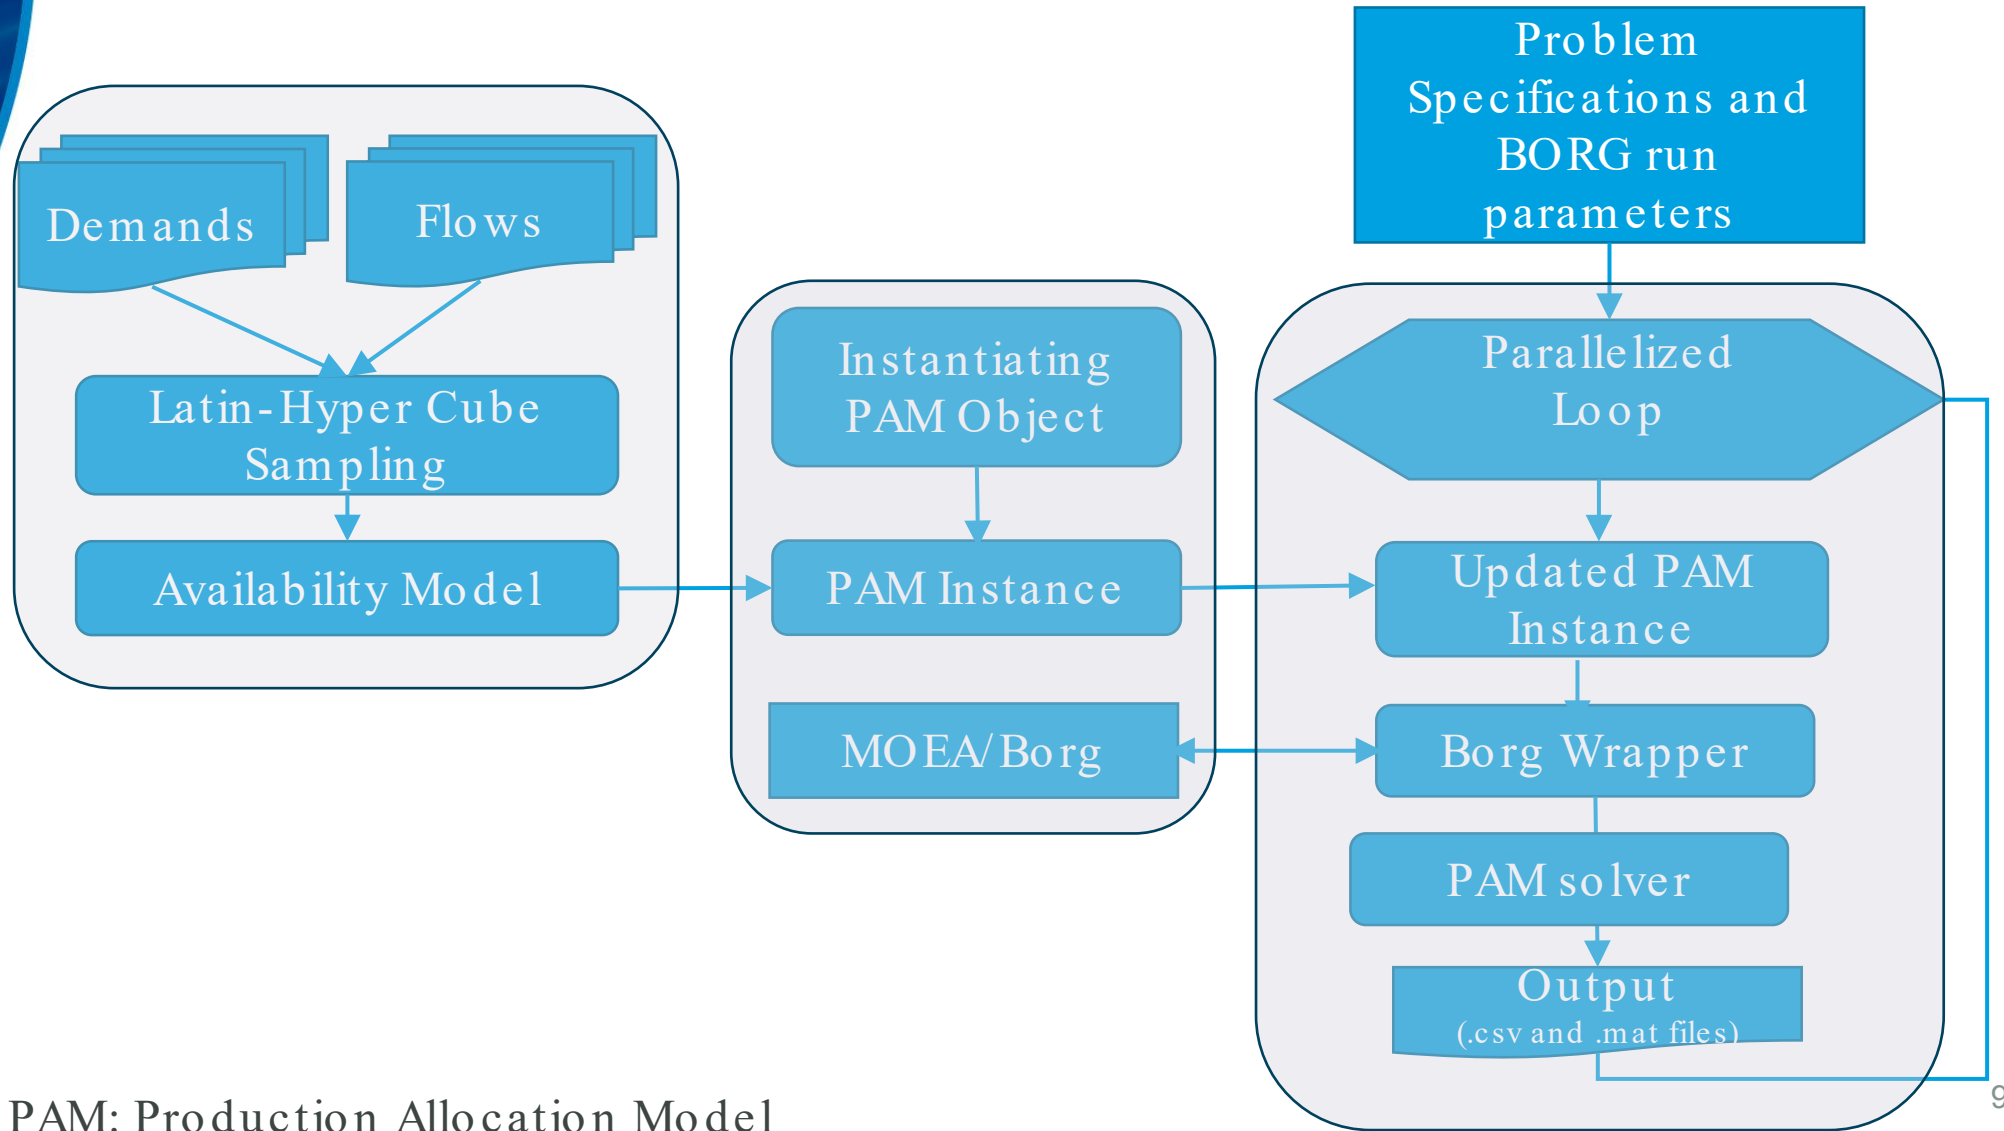 Problem
Specifications and
BORG run
parameters
Demands
Flows
Latin-Hyper Cube
Sampling
Availability Model
Instantiating
PAM Object
PAM Instance
MOEA/Borg
Parallelized
Loop
Updated PAM
Instance
Borg Wrapper
PAM solver
Output
(.csv and .mat files)
PAM: Production Allocation Model
9